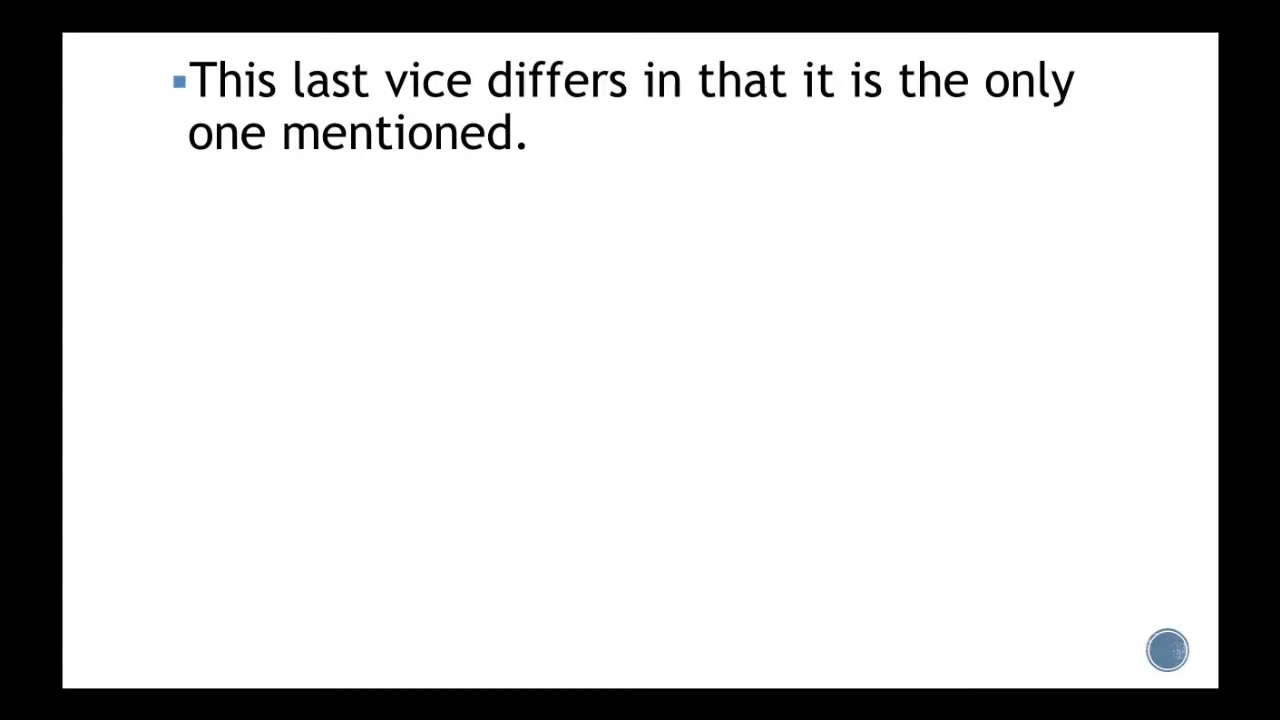 ▪This last vice differs in that it is the only
one mentioned.